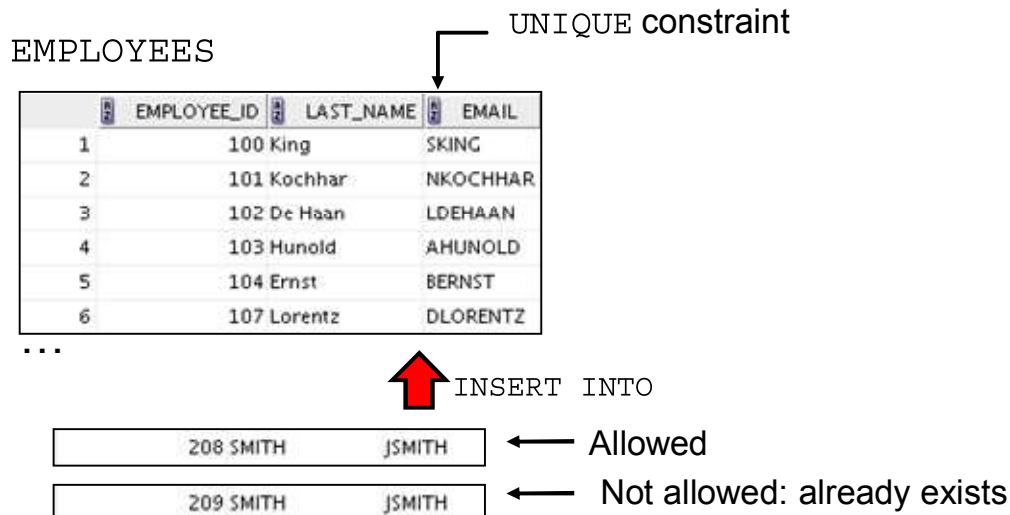 UNIQUE constraint
EMPLOYEES
EMPLOYEE_ID LAST_NAME EMAIL
1 100 King SKING
2 101 Kochhar NKOCHHAR
3 102 De Haan LDEHAAN
4 103 Hunold AHUNOLD
5 104 Ernst BERNST
6 107 Lorentz DLORENTZ
...
INSERT INTO
208 SMITH JSMITH Allowed
209 SMITH JSMITH Not allowed: already exists